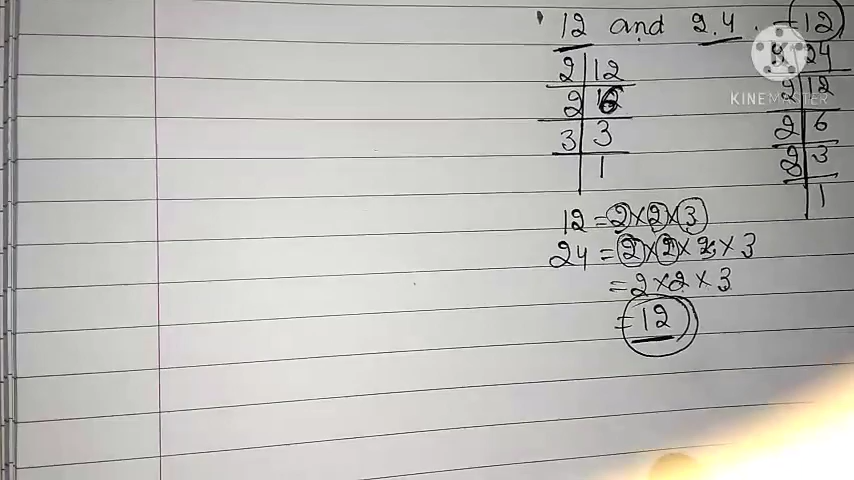 12 and 24. = 12
2 12
2 6
3 3
1
2 24
2 12
2 6
3 3
1
12 = 2×2×3
24 = 2×2×2×3
= 2×2×3
= 12
KINEMASTER